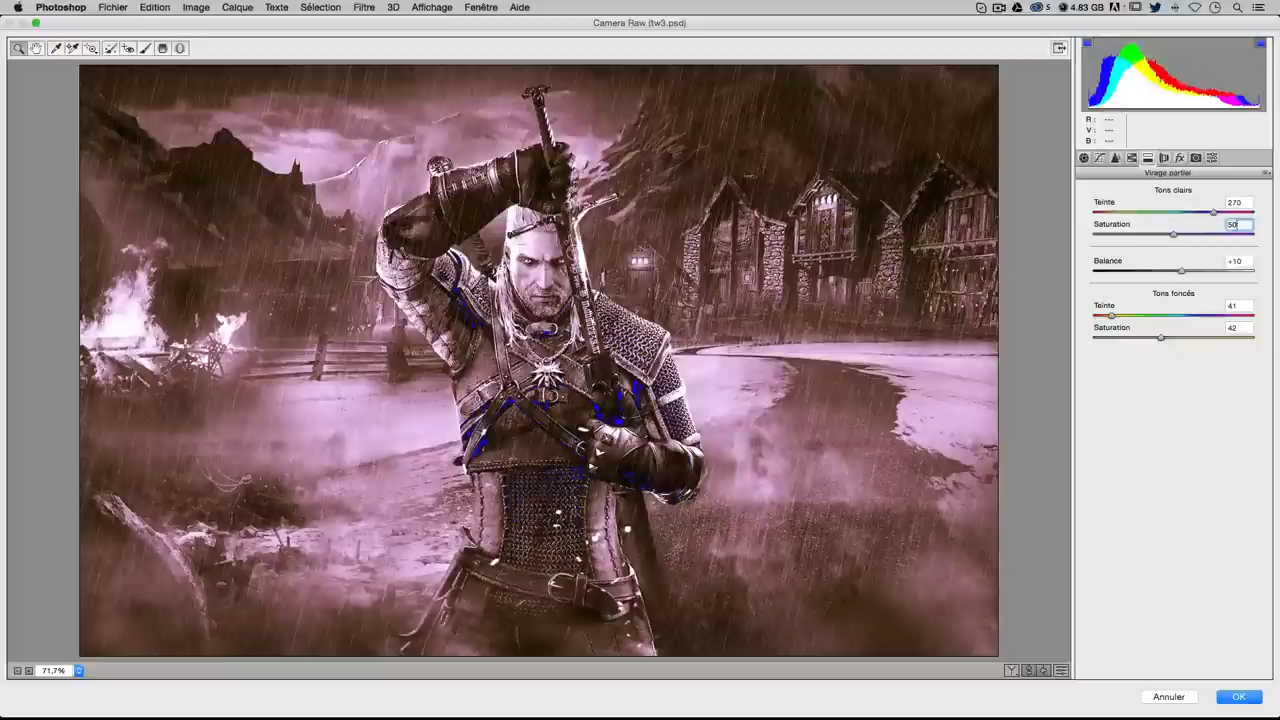 Photoshop Fichier Edition Image Calque Texte Sélection Filtre 3D Affichage Fenêtre Aide 5 4.83 GB 1
Camera Raw (tw3.psd)
R : ---
V : ---
B : ---
Virage partiel
Tons clairs
Teinte 270
Saturation 50
Balance +10
Tons foncés
Teinte 41
Saturation 42
71,7%
Y
Annuler OK